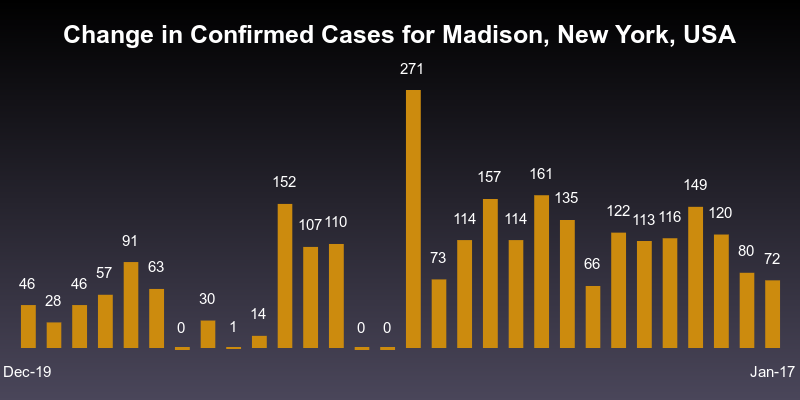 Change in Confirmed Cases for Madison, New York, USA
46 28 46 57 91 63 0 30 1 14 152 107 110 0 0 271 73 114 157 114 161 135 66 122 113 116 149 120 80 72
Dec-19 Jan-17